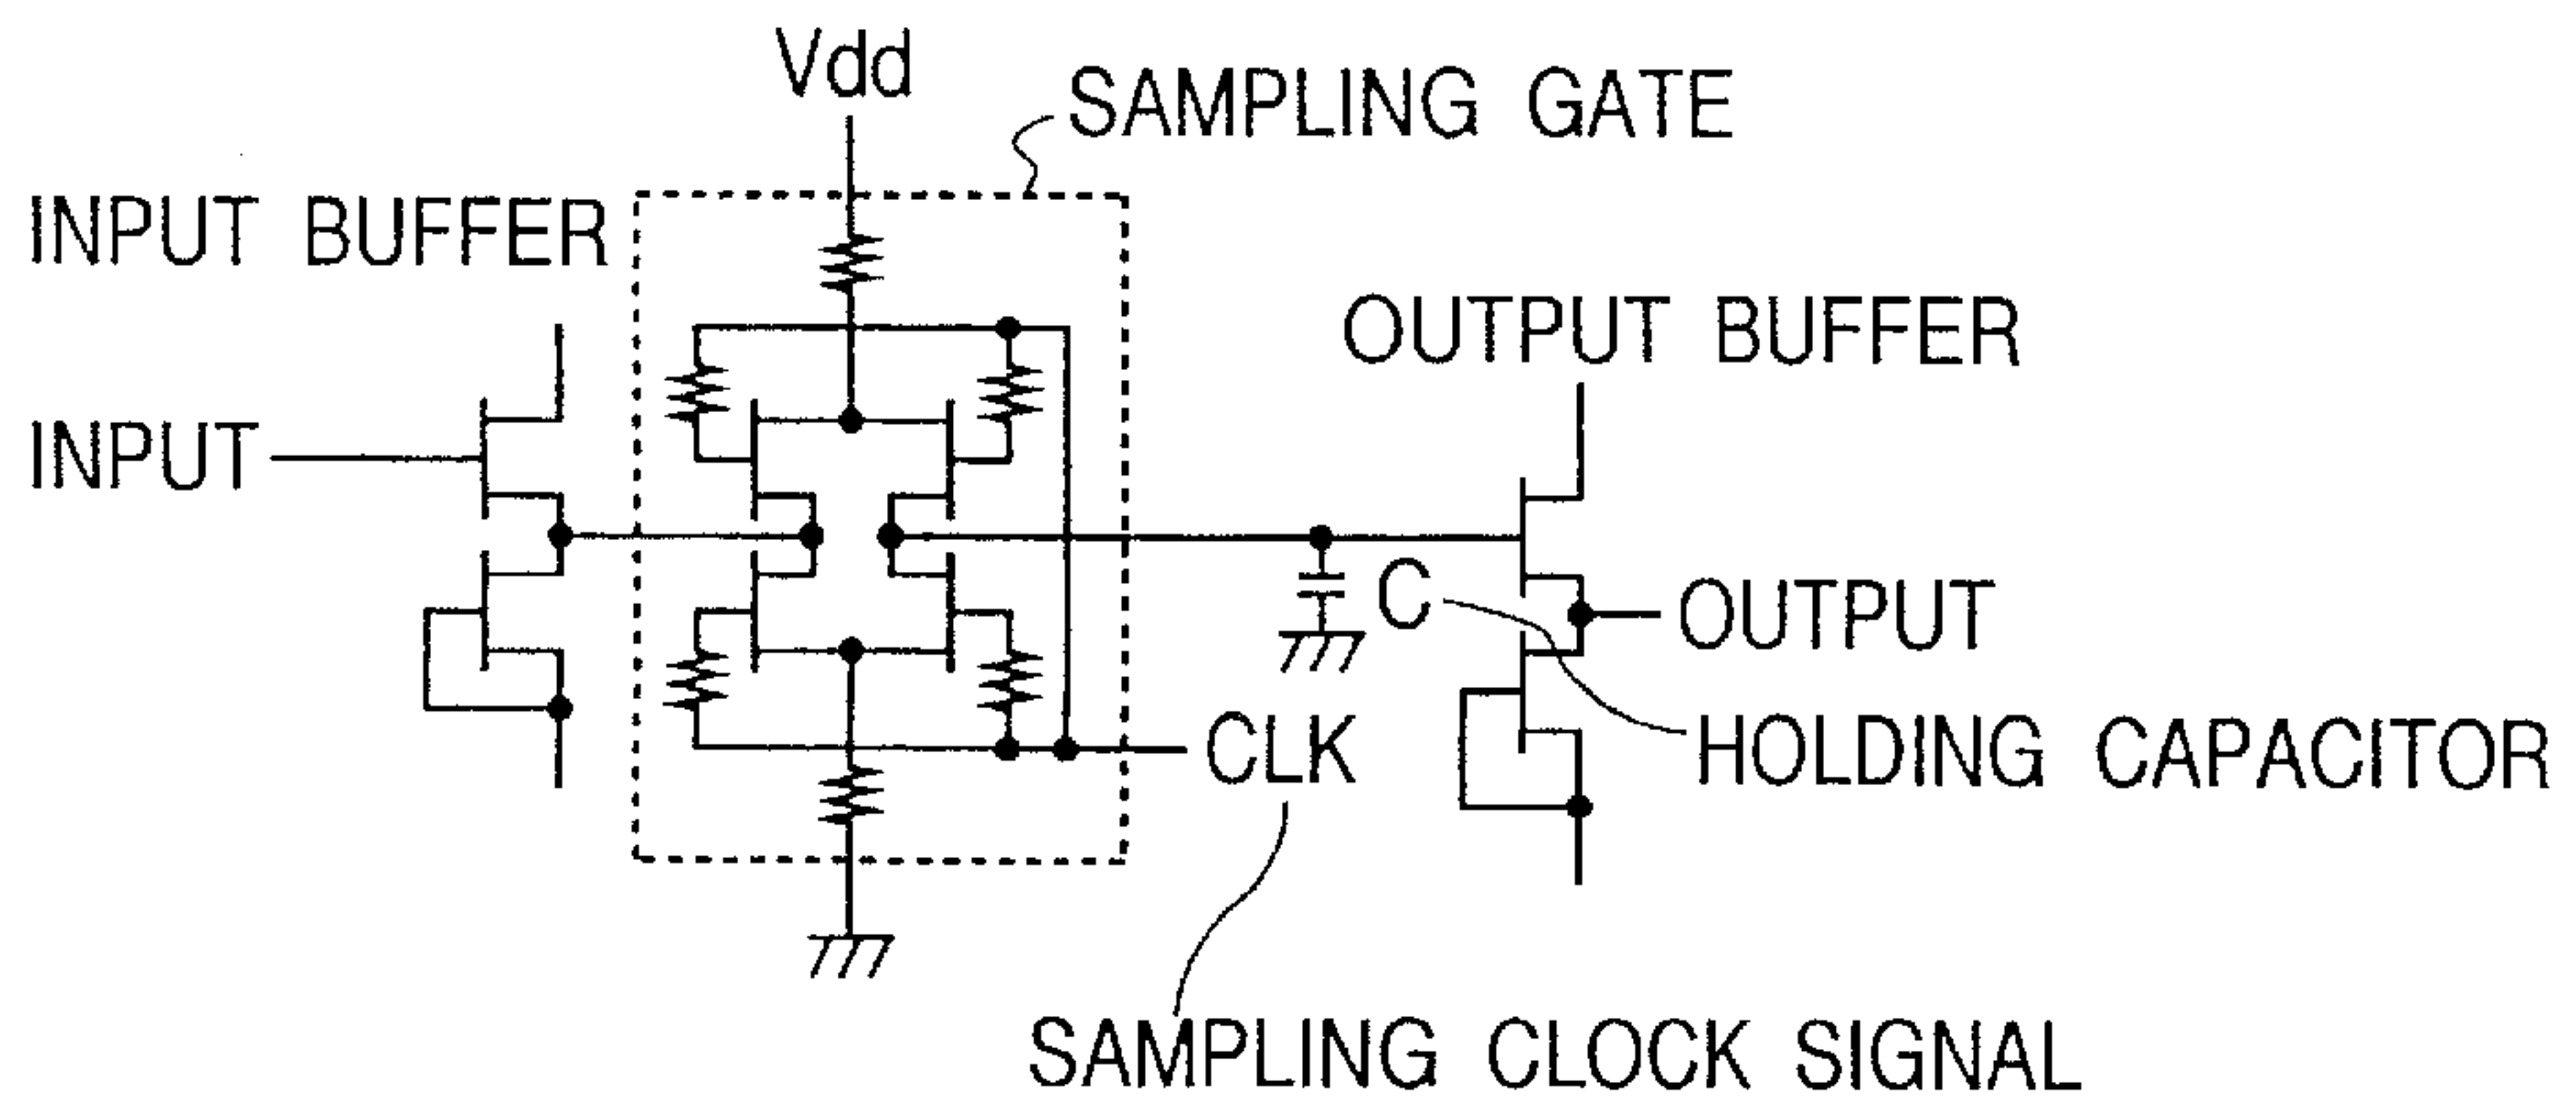 Vdd
SAMPLING GATE
INPUT BUFFER
OUTPUT BUFFER
INPUT
C
OUTPUT
CLK
HOLDING CAPACITOR
SAMPLING CLOCK SIGNAL